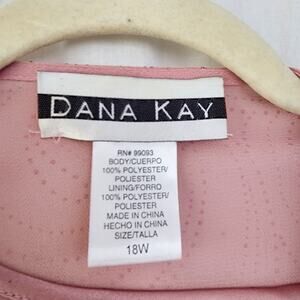 DANA KAY
RN# 99093
BODY/CUERPO
100% POLYESTER/
POLIESTER
LINING/FORRO
100% POLYESTER/
POLIESTER
MADE IN CHINA
HECHO IN CHINA
SIZE/TALLA
18W